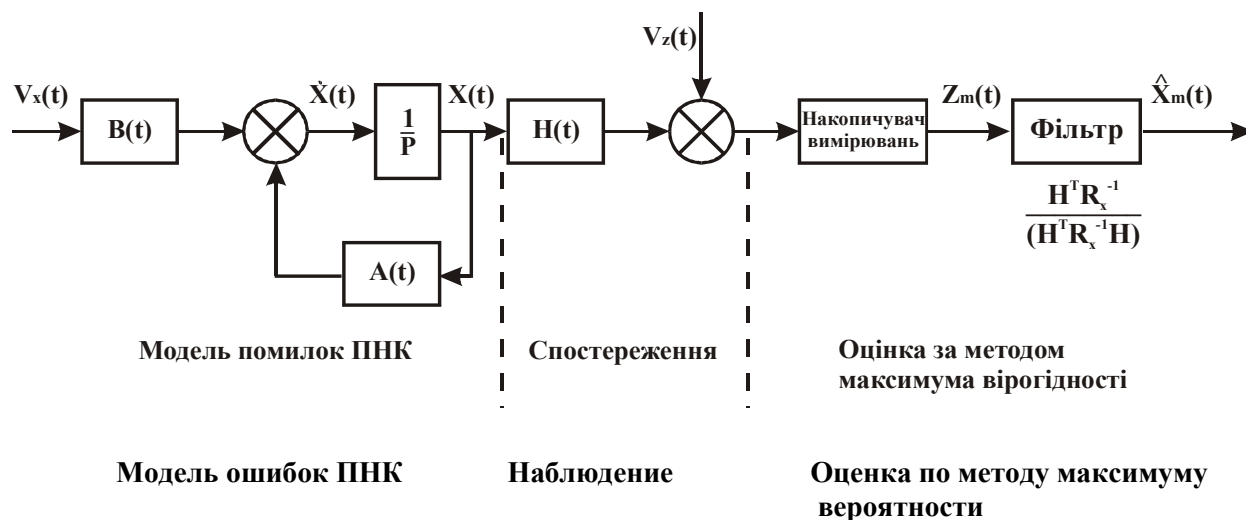 Vz(t)
Vx(t)
Ẋ(t)
X(t)
Zm(t)
X̂m(t)
B(t)
1
P
H(t)
Накопичувач
вимірювань
Фільтр
HᵀRx⁻¹
(HᵀRx⁻¹H)
A(t)
Модель помилок ПНК
Спостереження
Оцінка за методом
максимума вірогідності
Модель ошибок ПНК
Наблюдение
Оценка по методу максимуму
вероятности